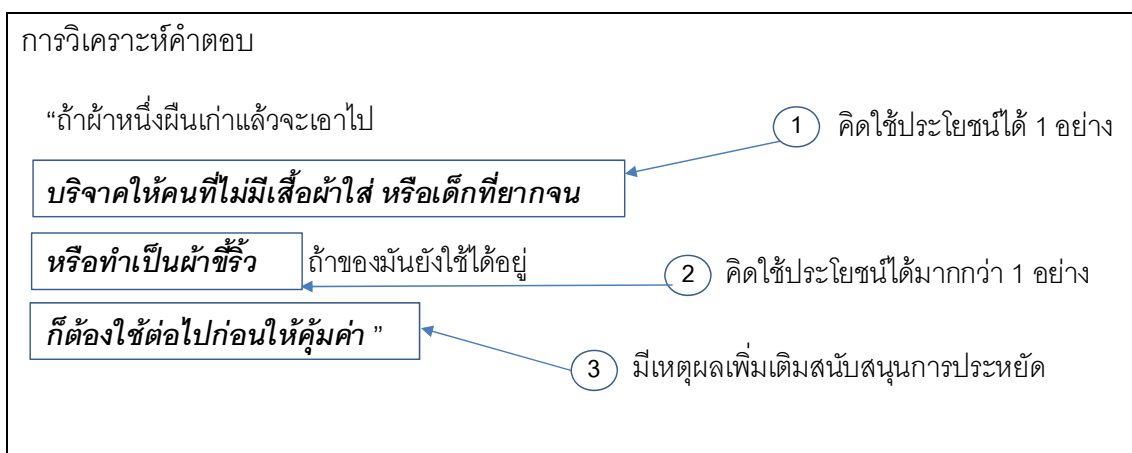 การวิเคราะห์คำตอบ
“ถ้าผ้าหนึ่งผืนเก่าแล้วจะเอาไป
1 คิดใช้ประโยชน์ได้ 1 อย่าง
บริจาคให้คนที่ไม่มีเสื้อผ้าใส่ หรือเด็กที่ยากจน
หรือทำเป็นผ้าขี้ริ้ว ถ้าของมันยังใช้ได้อยู่
2 คิดใช้ประโยชน์ได้มากกว่า 1 อย่าง
ก็ต้องใช้ต่อไปก่อนให้คุ้มค่า ”
3 มีเหตุผลเพิ่มเติมสนับสนุนการประหยัด